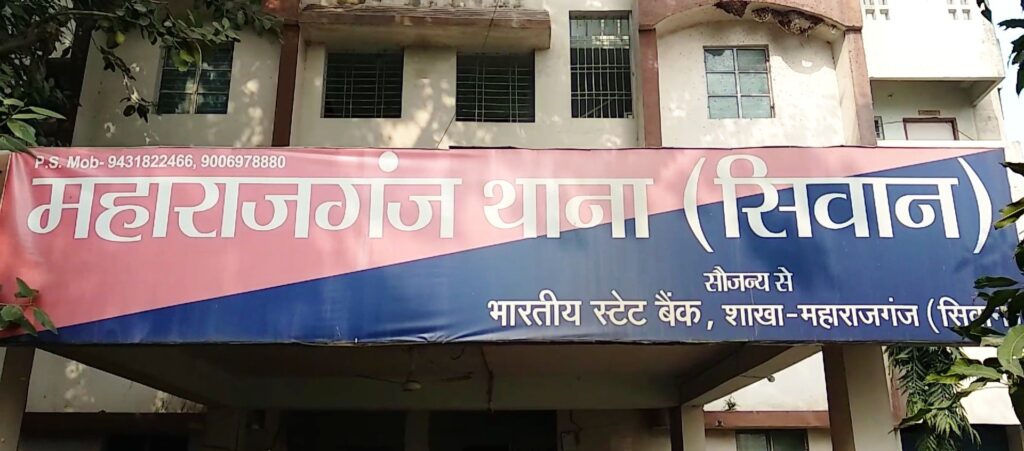 P.S. Mob- 9431822466, 9006978880
महाराजगंज थाना (सिवान)
सौजन्य से
भारतीय स्टेट बैंक, शाखा-महाराजगंज (सिवान